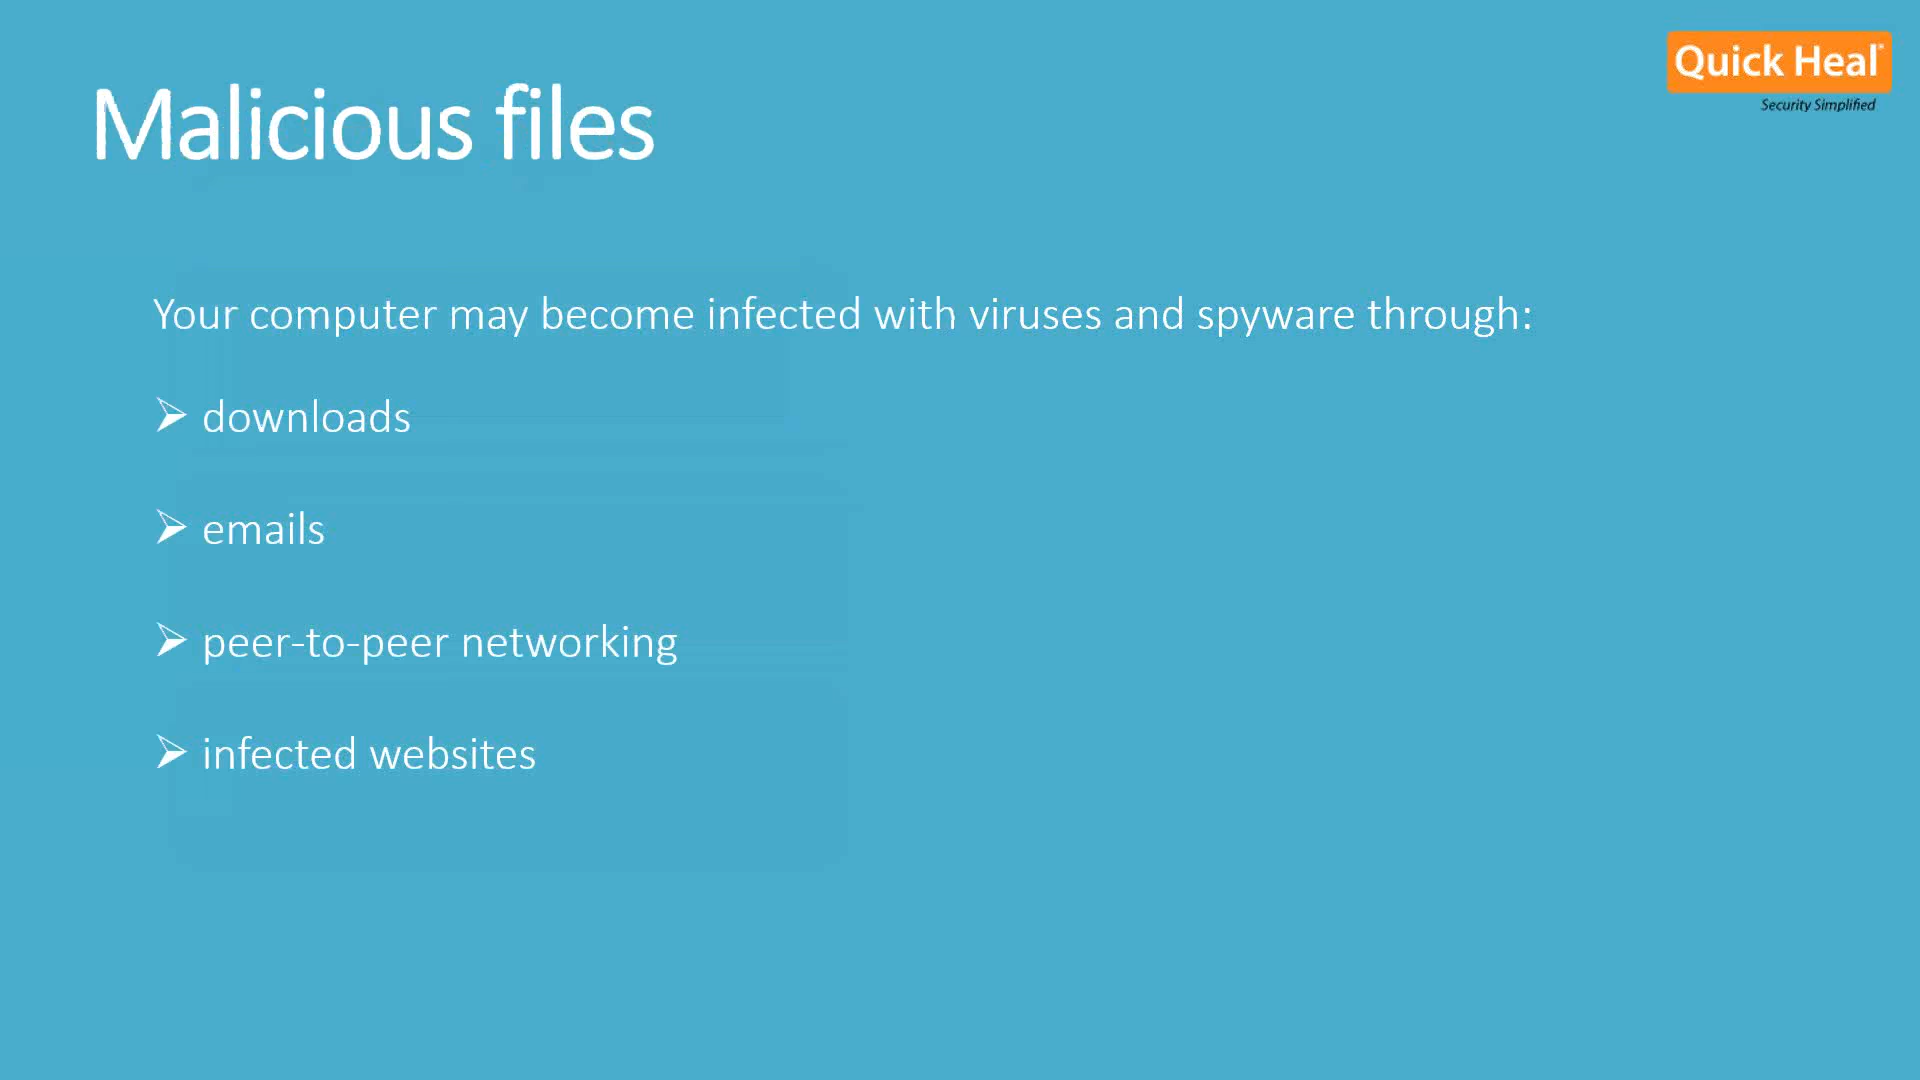 Quick Heal®
Security Simplified
Malicious files
Your computer may become infected with viruses and spyware through:
➢ downloads
➢ emails
➢ peer-to-peer networking
➢ infected websites